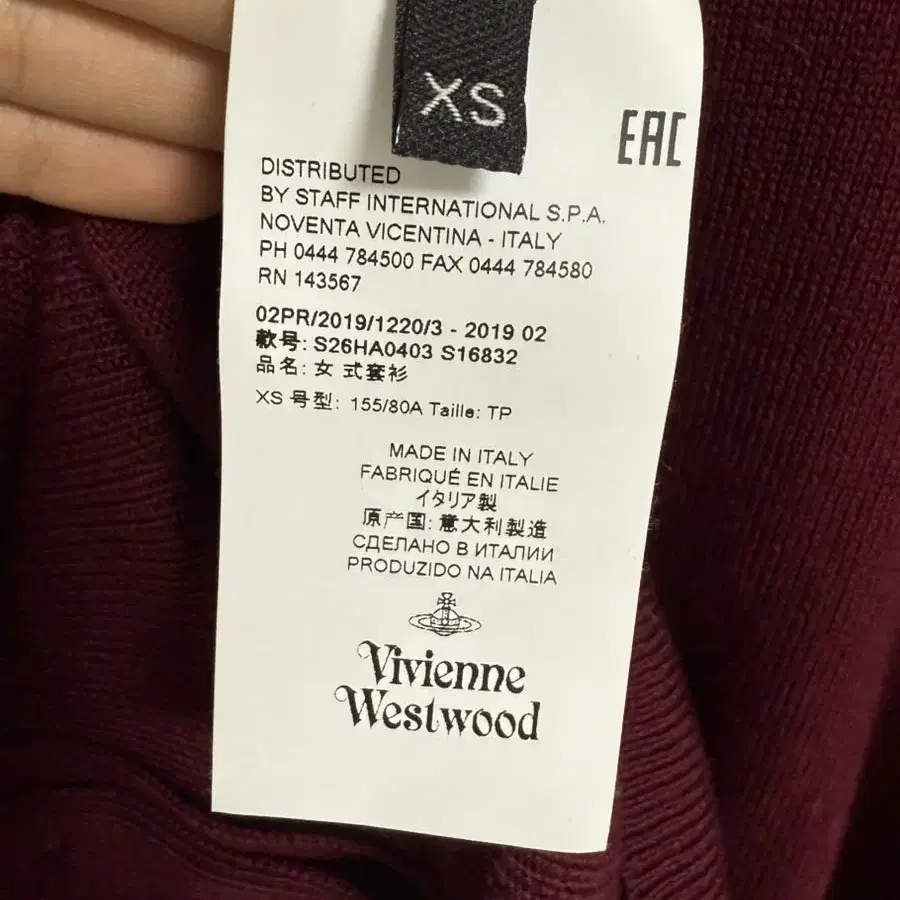 XS
EAC
DISTRIBUTED
BY STAFF INTERNATIONAL S.P.A.
NOVENTA VICENTINA - ITALY
PH 0444 784500 FAX 0444 784580
RN 143567
02PR/2019/1220/3 - 2019 02
款号: S26HA0403 S16832
品名: 女 式套衫
XS 号型: 155/80A Taille: TP
MADE IN ITALY
FABRIQUÉ EN ITALIE
イタリア製
原产国: 意大利製造
СДЕЛАНО В ИТАЛИИ
PRODUZIDO NA ITALIA
Vivienne
Westwood